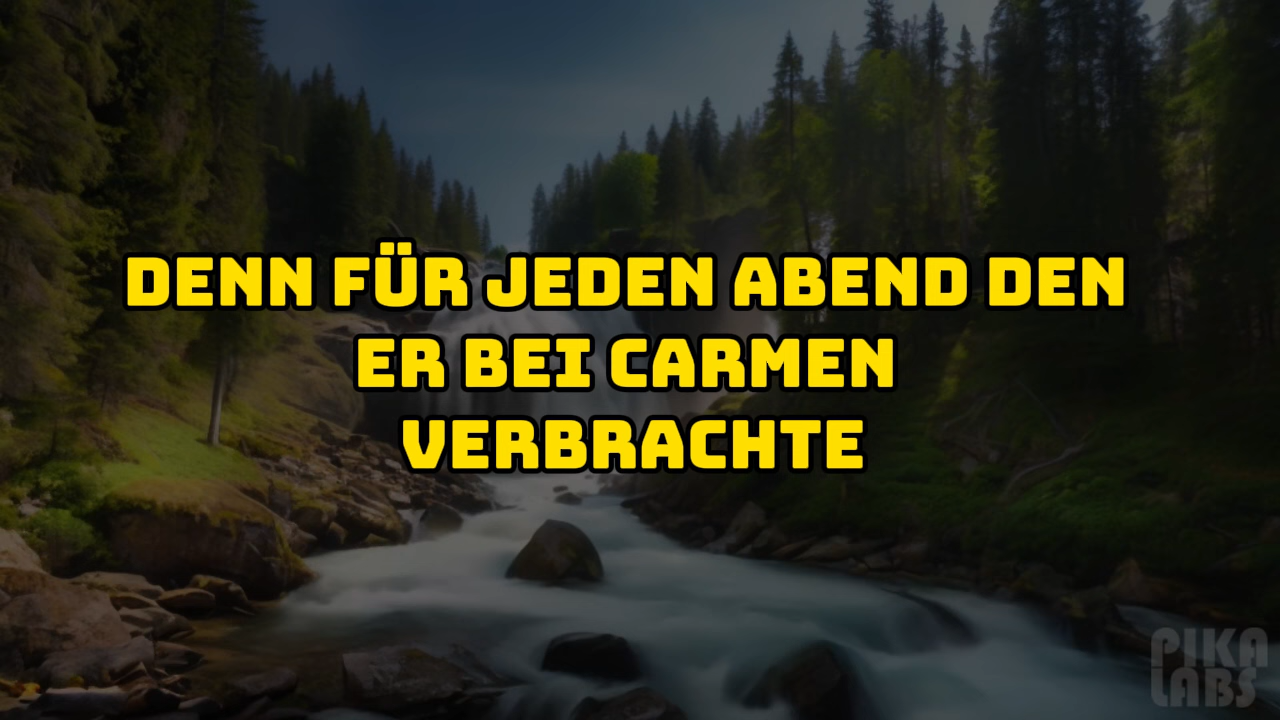 DENN FÜR JEDEN ABEND DEN
ER BEI CARMEN
VERBRACHTE
PIKA
LABS